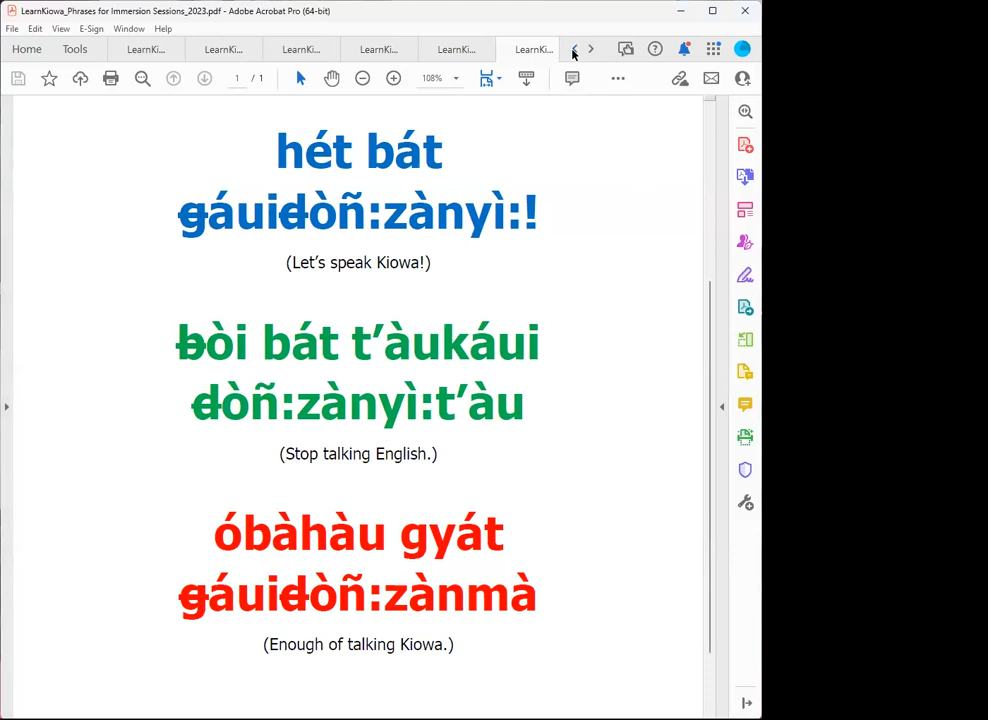 LearnKiowa_Phrases for Immersion Sessions_2023.pdf - Adobe Acrobat Pro (64-bit)
File Edit View E-Sign Window Help
Home Tools LearnKi... LearnKi... LearnKi... LearnKi... LearnKi... LearnKi...
1 / 1 108%
hét bát
g̶áuid̶òñ:zànyì:!
(Let’s speak Kiowa!)
b̶òi bát t’àukáui
d̶òñ:zànyì:t’àu
(Stop talking English.)
óbàhàu gyát
g̶áuid̶òñ:zànmà
(Enough of talking Kiowa.)